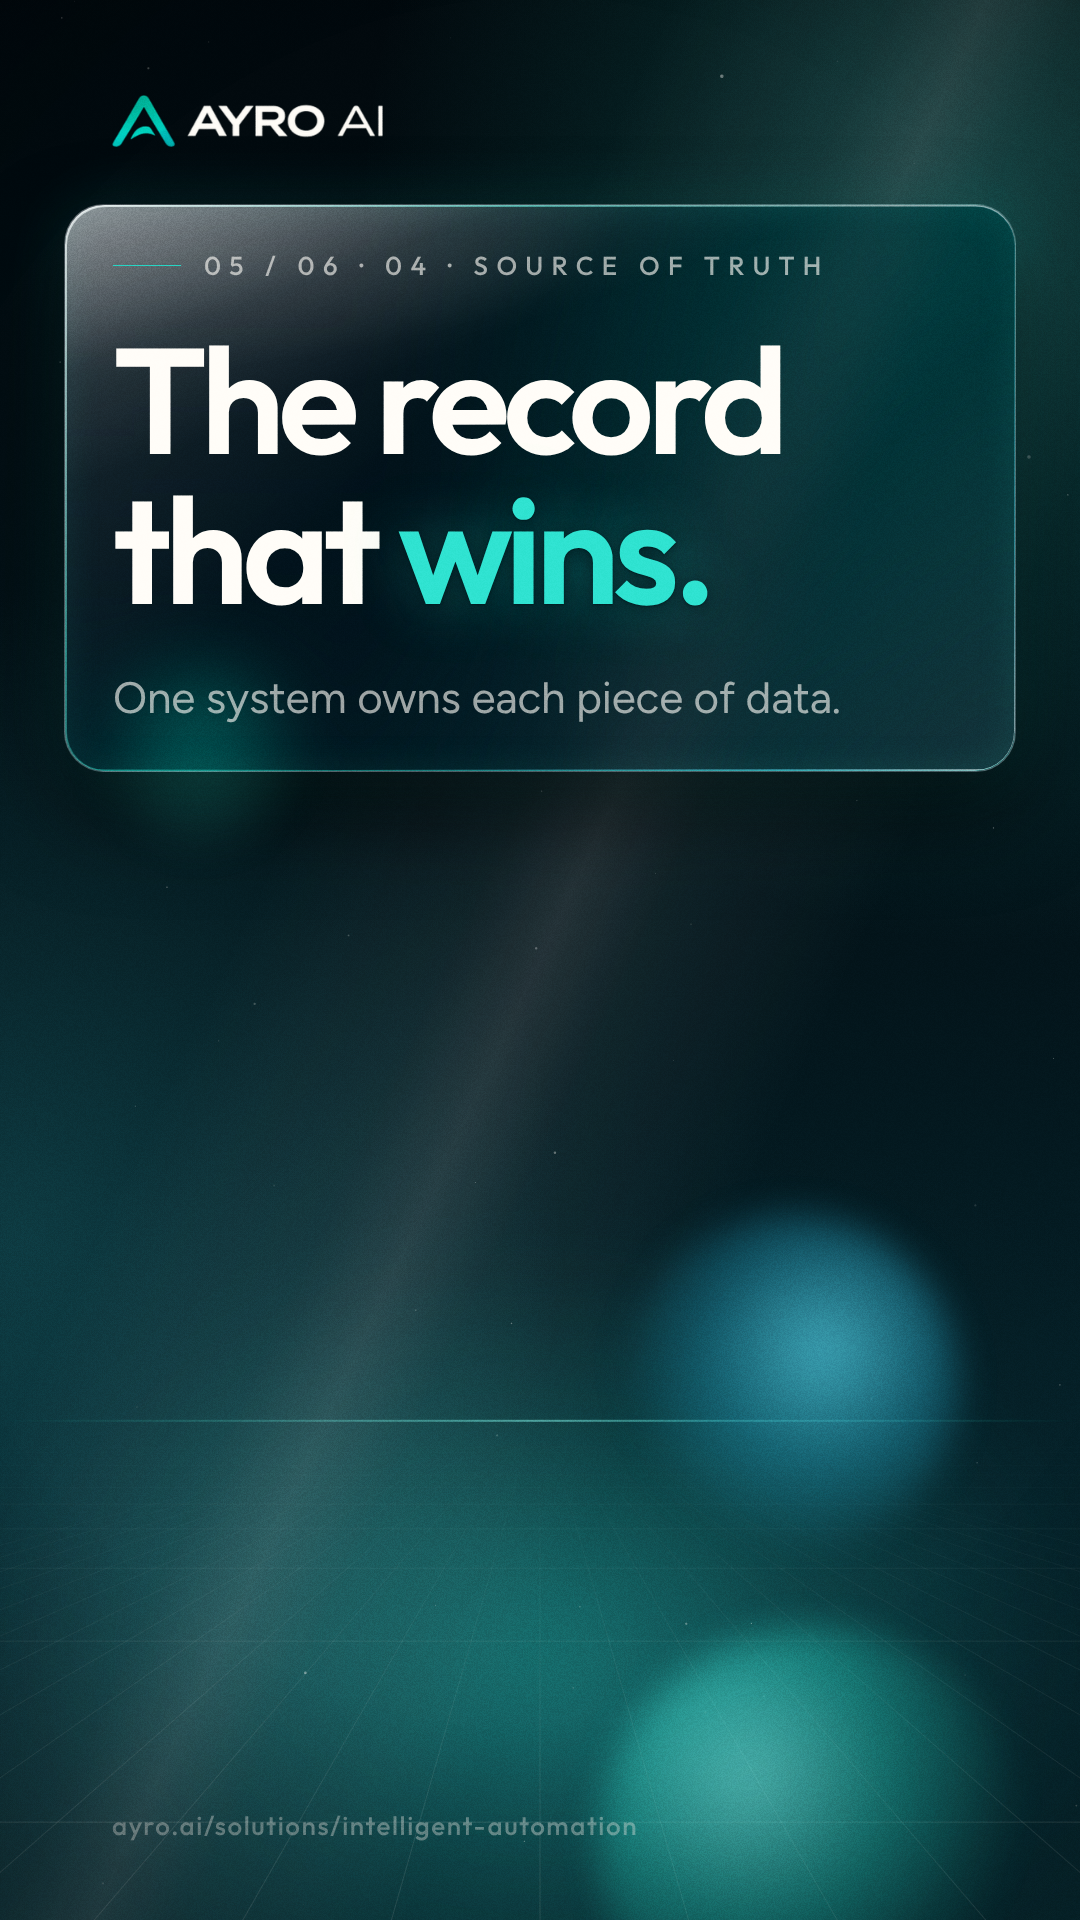 AYRO AI
05 / 06 · 04 · SOURCE OF TRUTH
The record
that wins.
One system owns each piece of data.
ayro.ai/solutions/intelligent-automation